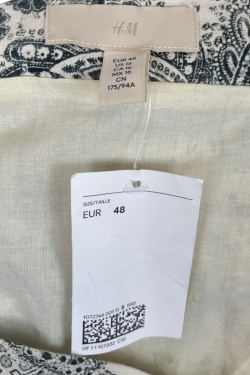 H&M
EUR 48
US 16
CA 16
MX 16
CN
175/94A
SIZE/TAILLE
EUR 48